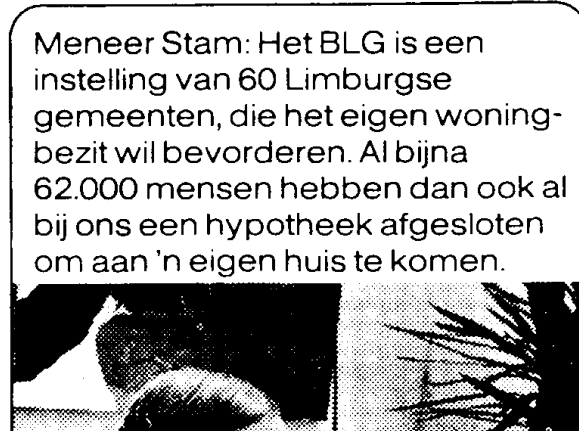 Meneer Stam: Het BLG is een
instelling van 60 Limburgse
gemeenten, die het eigen woning-
bezit wil bevorderen. Al bijna
62.000 mensen hebben dan ook al
bij ons een hypotheek afgesloten
om aan 'n eigen huis te komen.